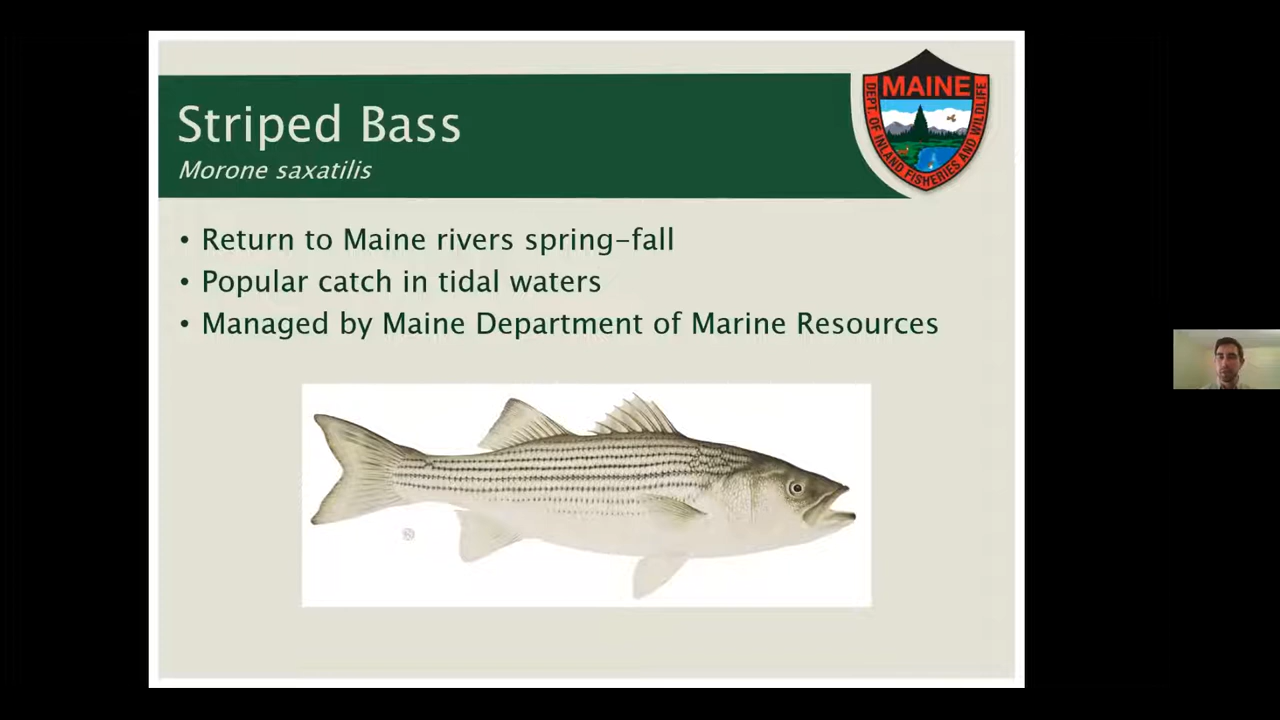 Striped Bass
Morone saxatilis
MAINE
DEPT. OF INLAND FISHERIES AND WILDLIFE
• Return to Maine rivers spring-fall
• Popular catch in tidal waters
• Managed by Maine Department of Marine Resources